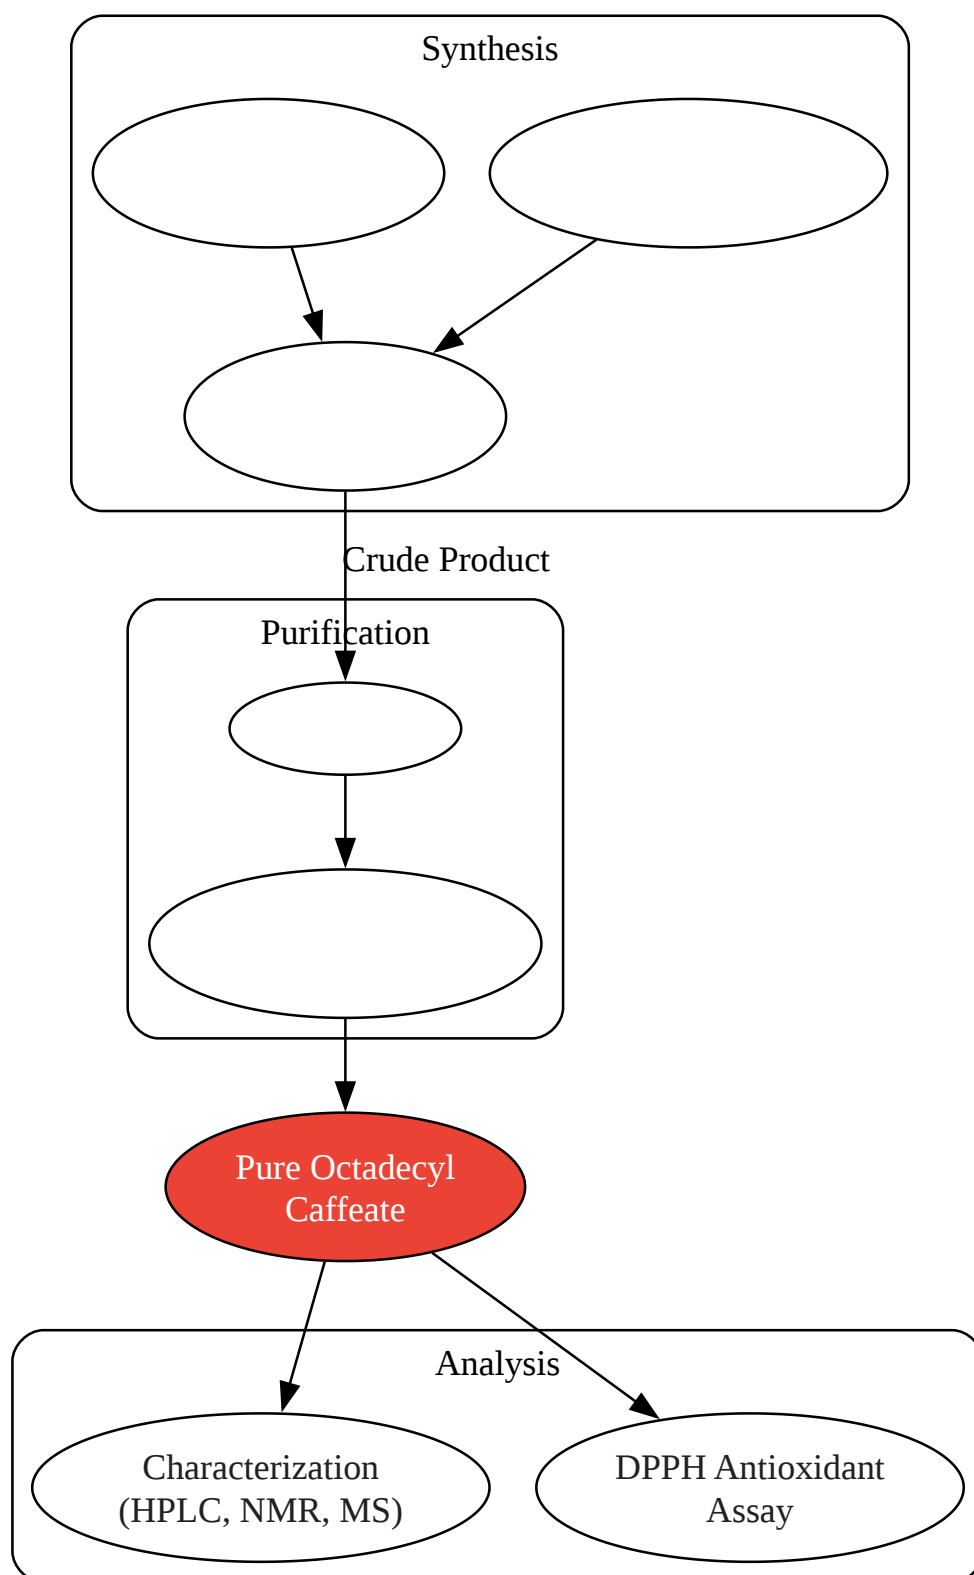 Synthesis
Crude Product
Purification
Pure Octadecyl
Caffeate
Analysis
Characterization
(HPLC, NMR, MS)
DPPH Antioxidant
Assay